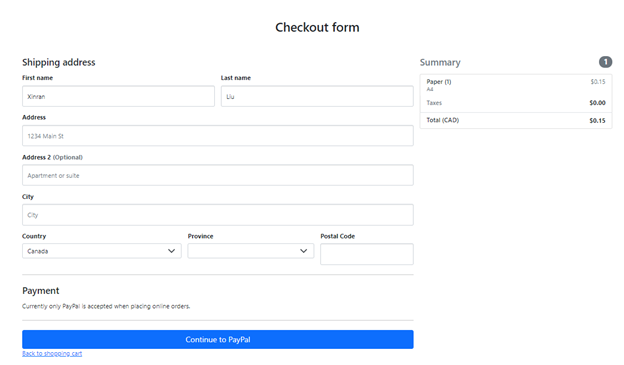 Checkout form
Shipping address
First name
Last name
Xinran
Liu
Address
1234 Main St
Address 2 (Optional)
Apartment or suite
City
City
Country
Province
Postal Code
Canada
Payment
Currently only PayPal is accepted when placing online orders.
Continue to PayPal
Back to shopping cart
Summary
1
Paper (1)
$0.15
A4
Taxes
$0.00
Total (CAD)
$0.15